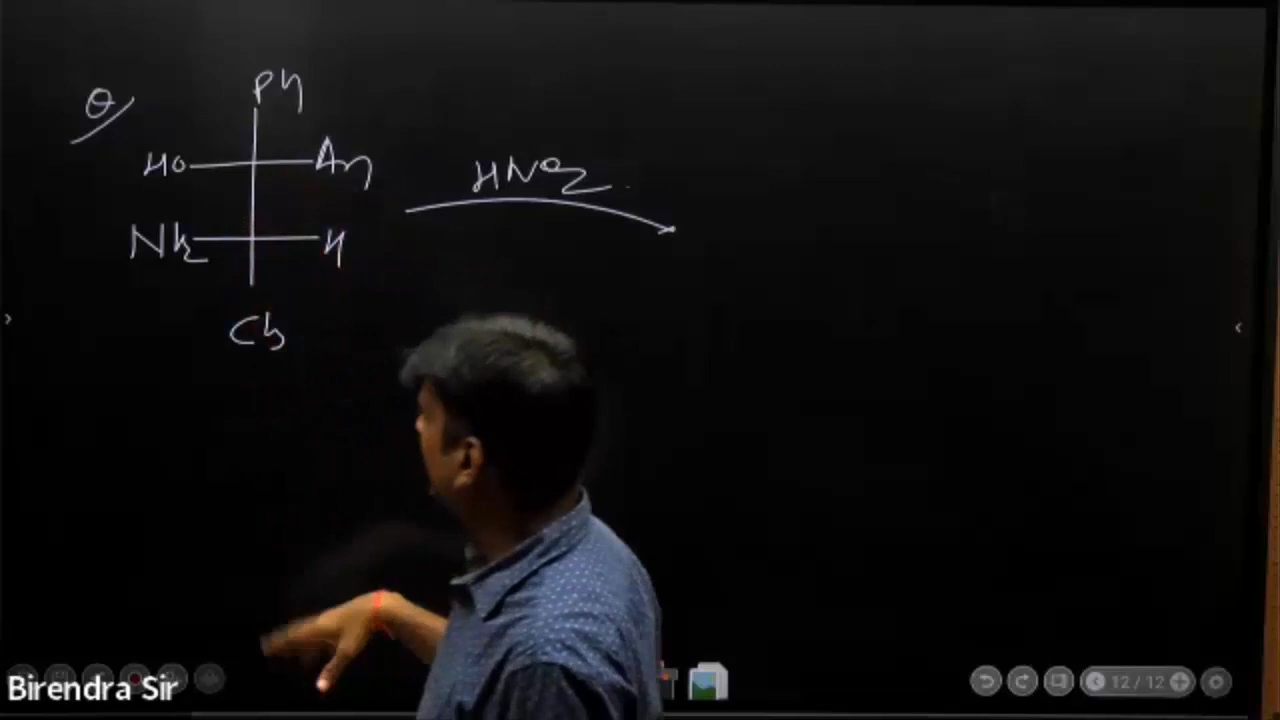 Q
Ph
HO An
HNO2
NH2 H
CH3
Birendra Sir
12 / 12